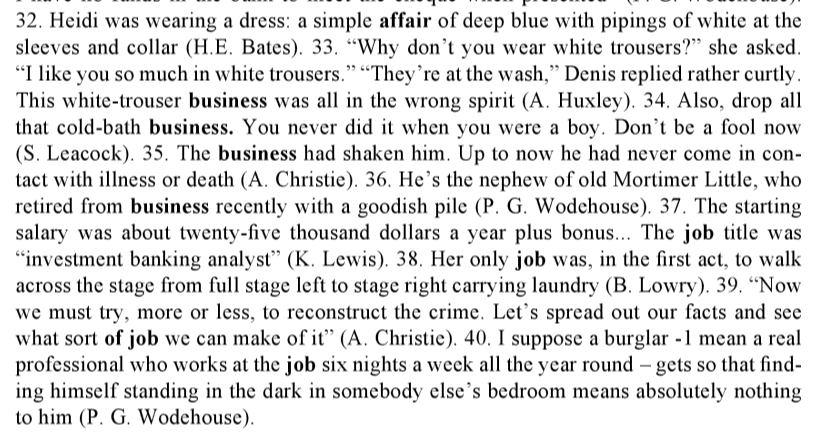 32. Heidi was wearing a dress: a simple affair of deep blue with pipings of white at the
sleeves and collar (H.E. Bates). 33. “Why don’t you wear white trousers?” she asked.
“I like you so much in white trousers.” “They’re at the wash,” Denis replied rather curtly.
This white-trouser business was all in the wrong spirit (A. Huxley). 34. Also, drop all
that cold-bath business. You never did it when you were a boy. Don’t be a fool now
(S. Leacock). 35. The business had shaken him. Up to now he had never come in con-
tact with illness or death (A. Christie). 36. He’s the nephew of old Mortimer Little, who
retired from business recently with a goodish pile (P. G. Wodehouse). 37. The starting
salary was about twenty-five thousand dollars a year plus bonus... The job title was
“investment banking analyst” (K. Lewis). 38. Her only job was, in the first act, to walk
across the stage from full stage left to stage right carrying laundry (B. Lowry). 39. “Now
we must try, more or less, to reconstruct the crime. Let’s spread out our facts and see
what sort of job we can make of it” (A. Christie). 40. I suppose a burglar -1 mean a real
professional who works at the job six nights a week all the year round – gets so that find-
ing himself standing in the dark in somebody else’s bedroom means absolutely nothing
to him (P. G. Wodehouse).